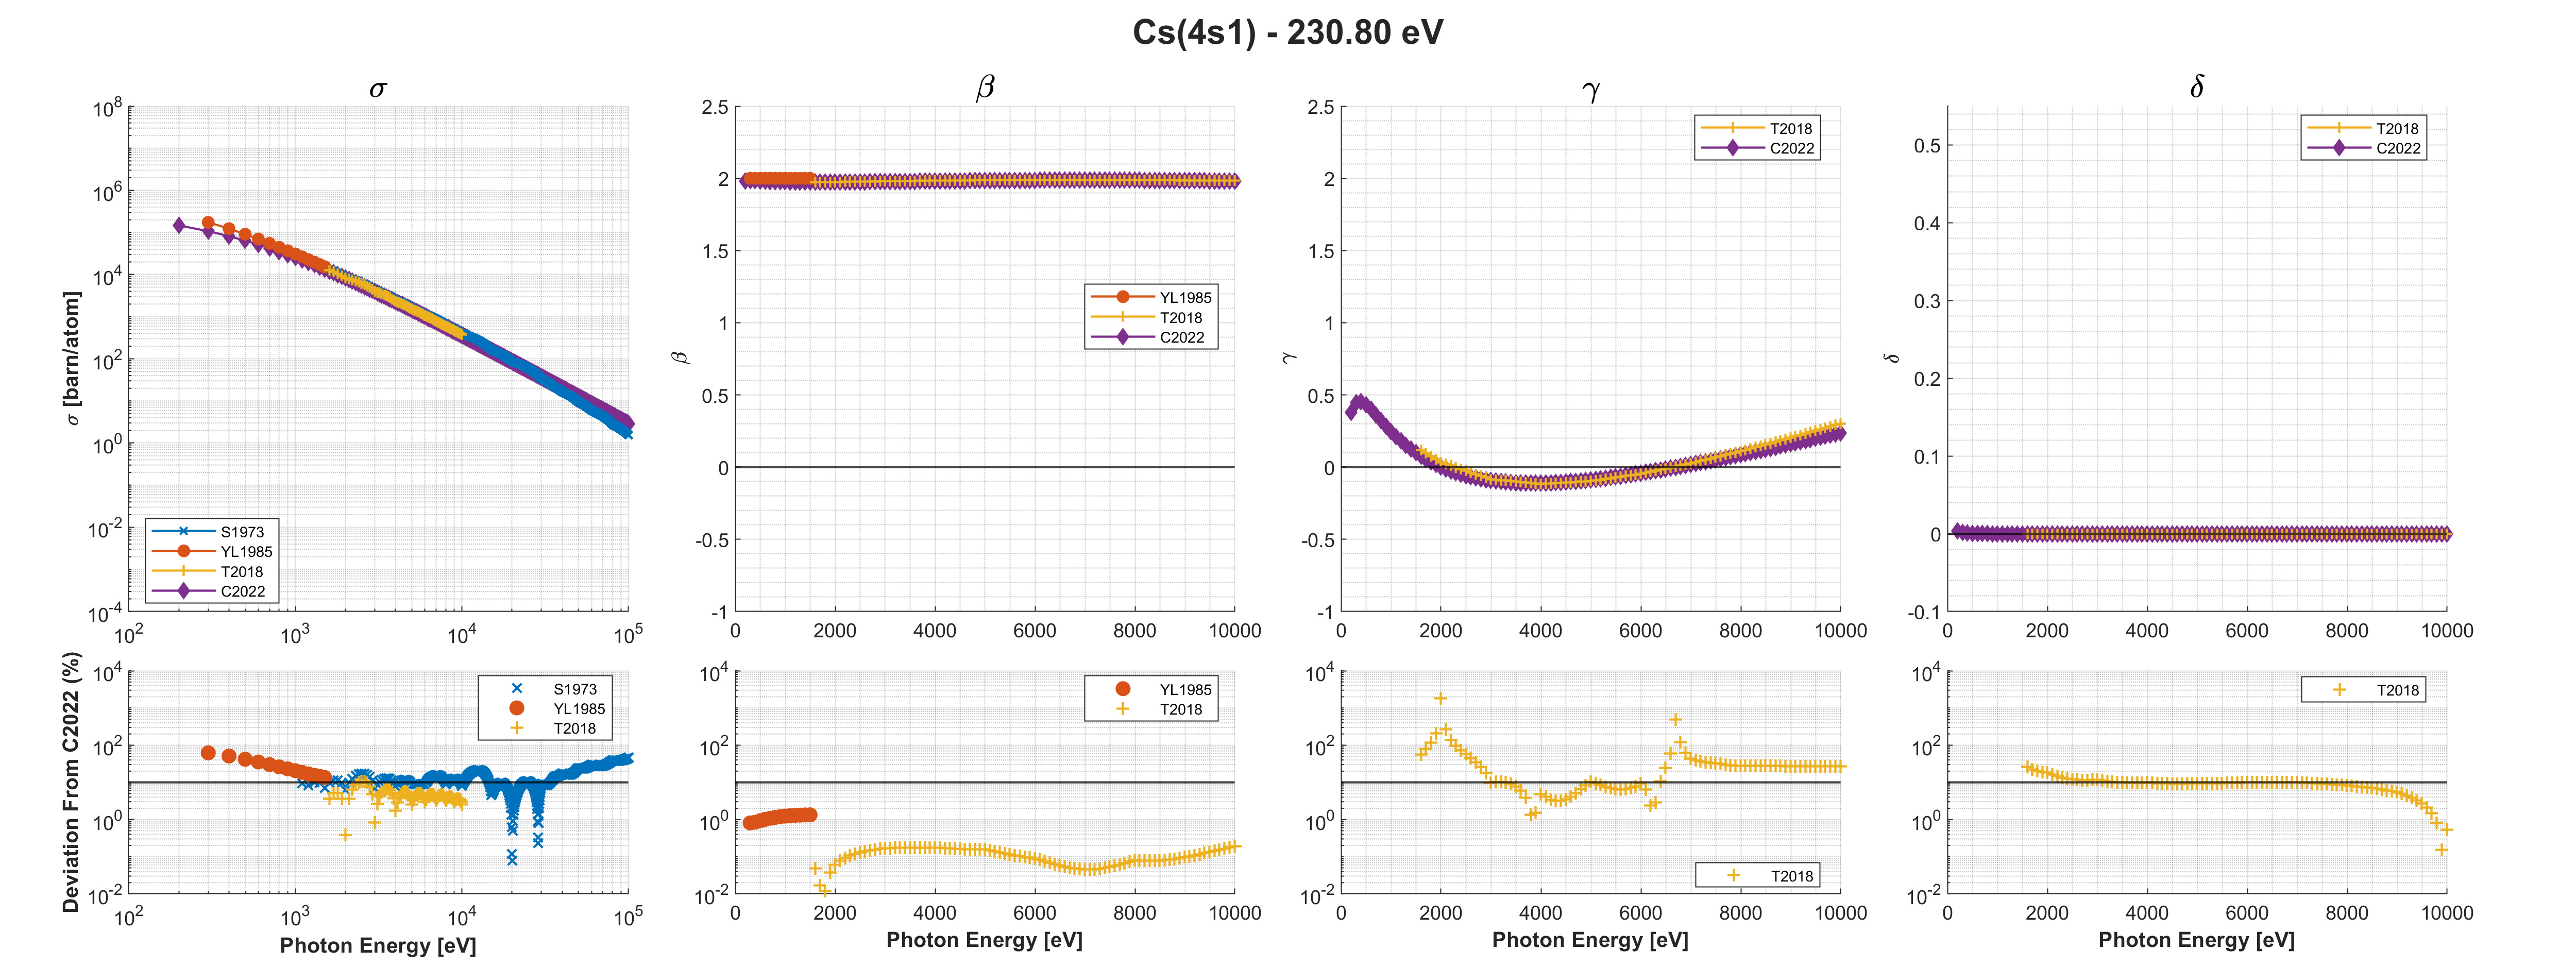 Cs(4s1) - 230.80 eV
σ
10^8
10^6
10^4
10^2
10^0
10^-2
10^-4
σ [barn/atom]
S1973
YL1985
T2018
C2022
10^2 10^3 10^4 10^5
β
2.5
2
1.5
1
0.5
0
-0.5
-1
β
YL1985
T2018
C2022
0 2000 4000 6000 8000 10000
γ
2.5
2
1.5
1
0.5
0
-0.5
-1
γ
T2018
C2022
0 2000 4000 6000 8000 10000
δ
0.5
0.4
0.3
0.2
0.1
0
-0.1
δ
T2018
C2022
0 2000 4000 6000 8000 10000
10^4
10^2
10^0
10^-2
Deviation From C2022 (%)
S1973
YL1985
T2018
10^2 10^3 10^4 10^5
Photon Energy [eV]
10^4
10^2
10^0
10^-2
YL1985
T2018
0 2000 4000 6000 8000 10000
Photon Energy [eV]
10^4
10^2
10^0
10^-2
T2018
0 2000 4000 6000 8000 10000
Photon Energy [eV]
10^4
10^2
10^0
10^-2
T2018
0 2000 4000 6000 8000 10000
Photon Energy [eV]